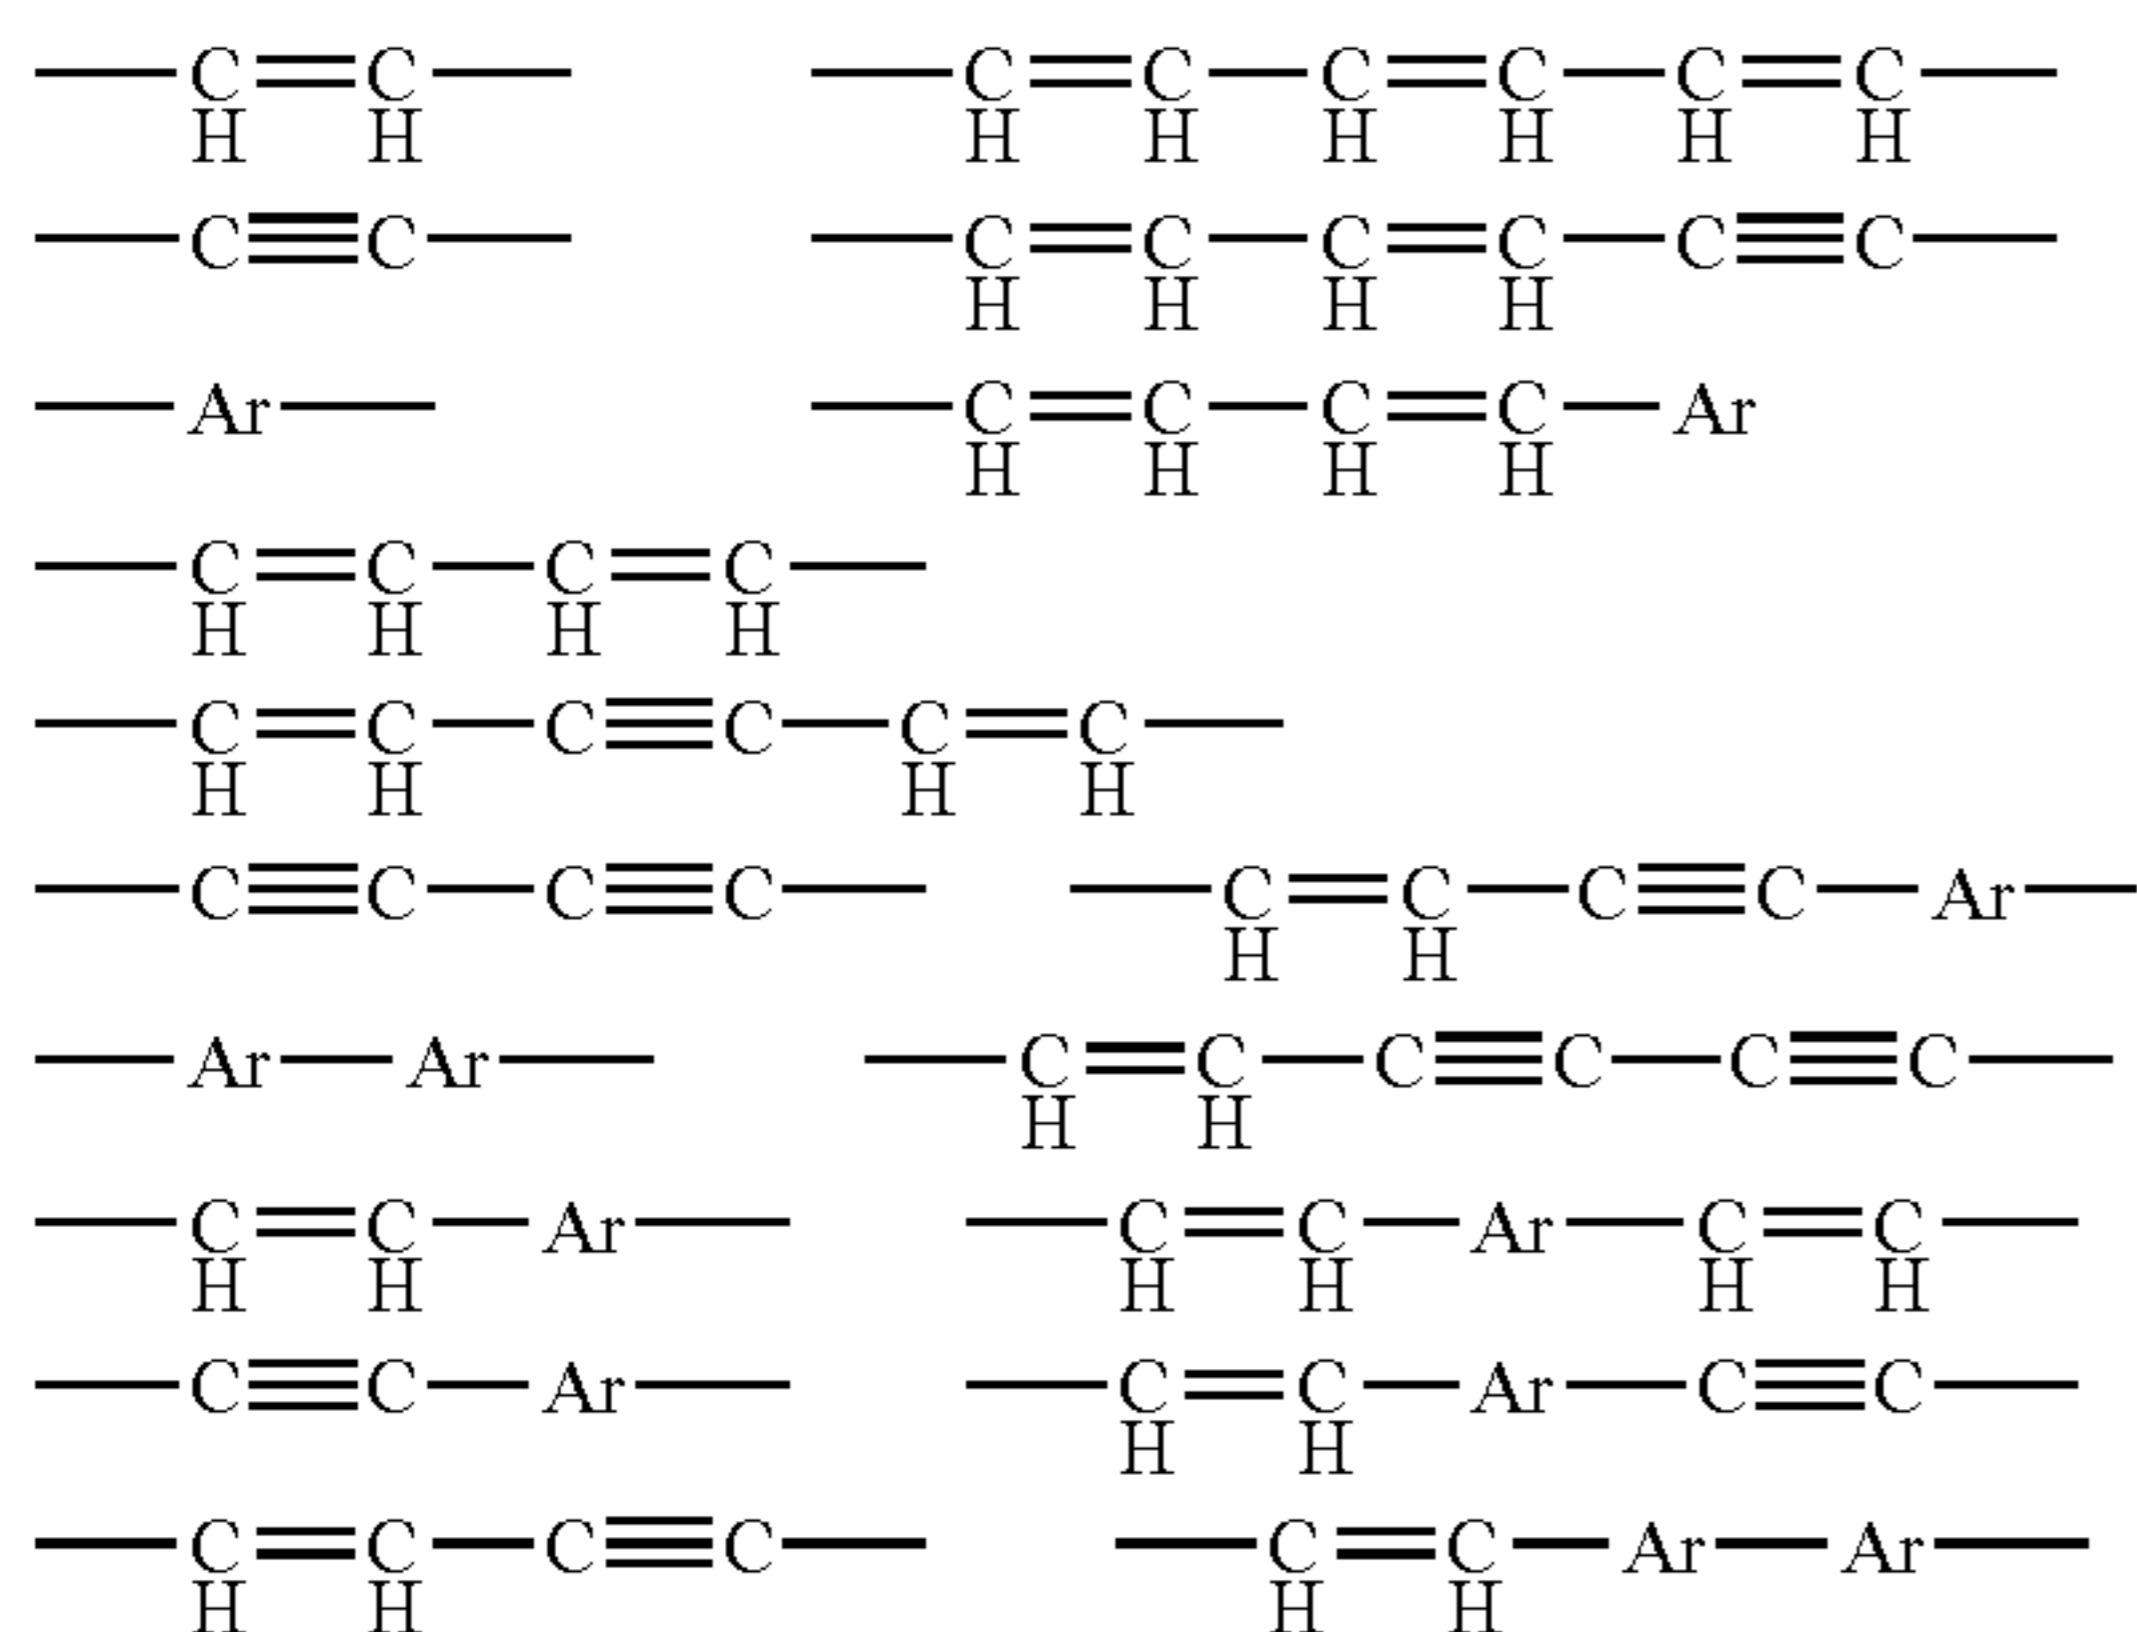 —C=C— —C=C—C=C—C=C—
H H H H H H H H
—C≡C— —C=C—C=C—C≡C—
H H H H
—Ar— —C=C—C=C—Ar
H H H H
—C=C—C=C—
H H H H
—C=C—C≡C—C=C—
H H H H
—C≡C—C≡C— —C=C—C≡C—Ar—
H H
—Ar—Ar— —C=C—C≡C—C≡C—
H H
—C=C—Ar— —C=C—Ar—C=C—
H H H H H H
—C≡C—Ar— —C=C—Ar—C≡C—
H H
—C=C—C≡C— —C=C—Ar—Ar—
H H H H